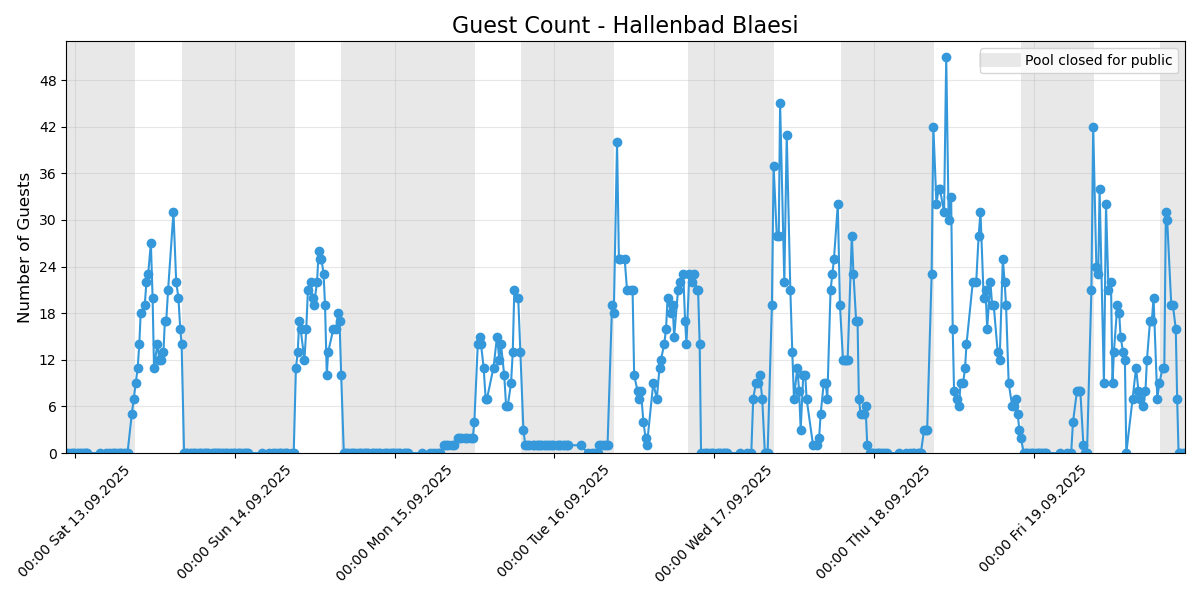 Guest Count - Hallenbad Blaesi
Pool closed for public
Number of Guests
48
42
36
30
24
18
12
6
0
00:00 Sat 13.09.2025
00:00 Sun 14.09.2025
00:00 Mon 15.09.2025
00:00 Tue 16.09.2025
00:00 Wed 17.09.2025
00:00 Thu 18.09.2025
00:00 Fri 19.09.2025